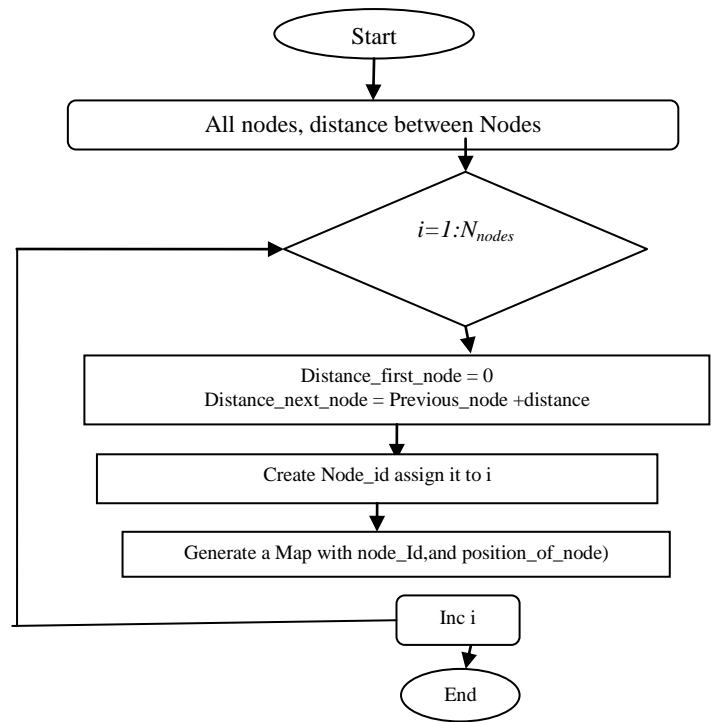 Start
All nodes, distance between Nodes
i=1:Nnodes
Distance_first_node = 0
Distance_next_node = Previous_node +distance
Create Node_id assign it to i
Generate a Map with node_Id,and position_of_node)
Inc i
End